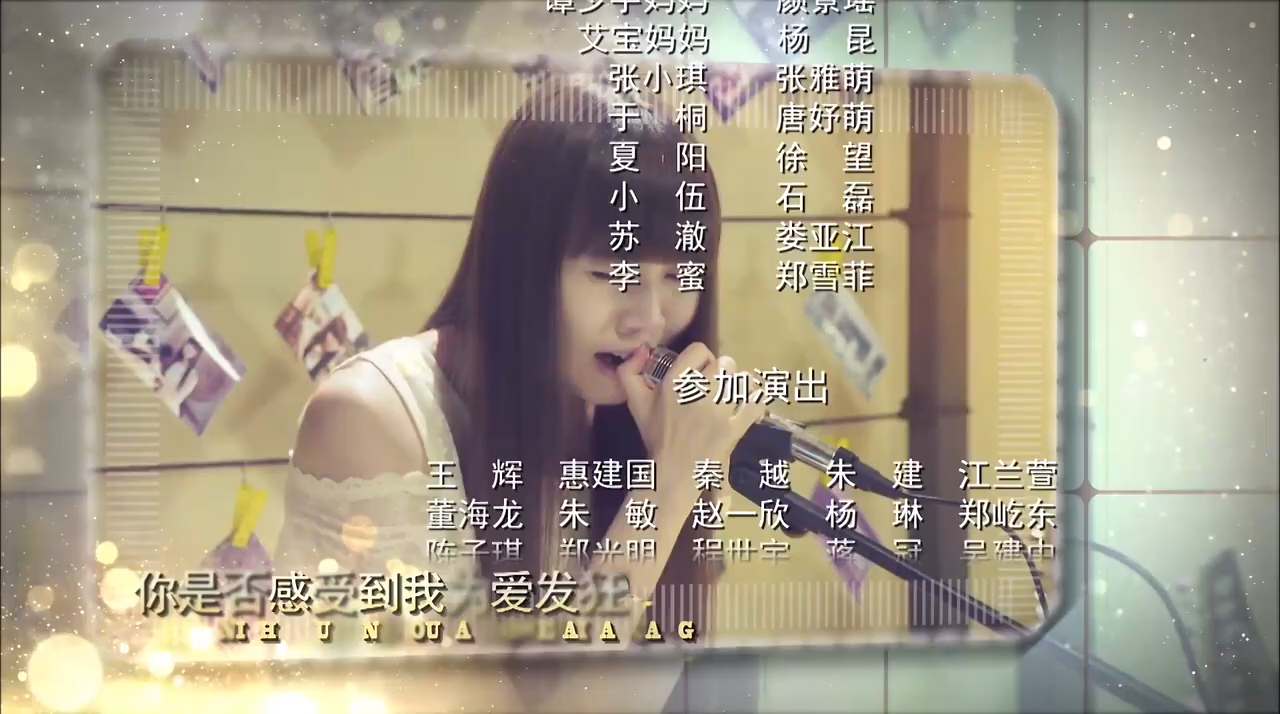 艾宝妈妈 杨 昆
张小琪 张雅萌
于 桐 唐妤萌
夏 阳 徐 望
小 伍 石 磊
苏 澈 娄亚江
李 蜜 郑雪菲
参加演出
王 辉 惠建国 秦 越 朱 建 江兰萱
董海龙 朱 敏 赵一欣 杨 琳 郑屹东
你是否感受到我 为爱发狂